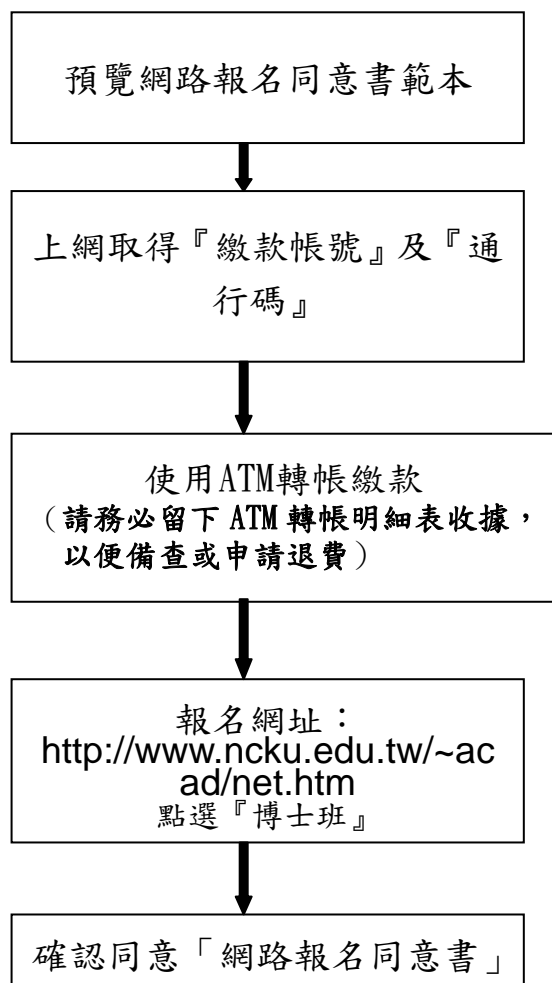 預覽網路報名同意書範本
上網取得『繳款帳號』及『通
行碼』
使用ATM轉帳繳款
（請務必留下 ATM 轉帳明細表收據，
以便備查或申請退費）
報名網址：
http://www.ncku.edu.tw/~ac
ad/net.htm
點選『博士班』
確認同意「網路報名同意書」